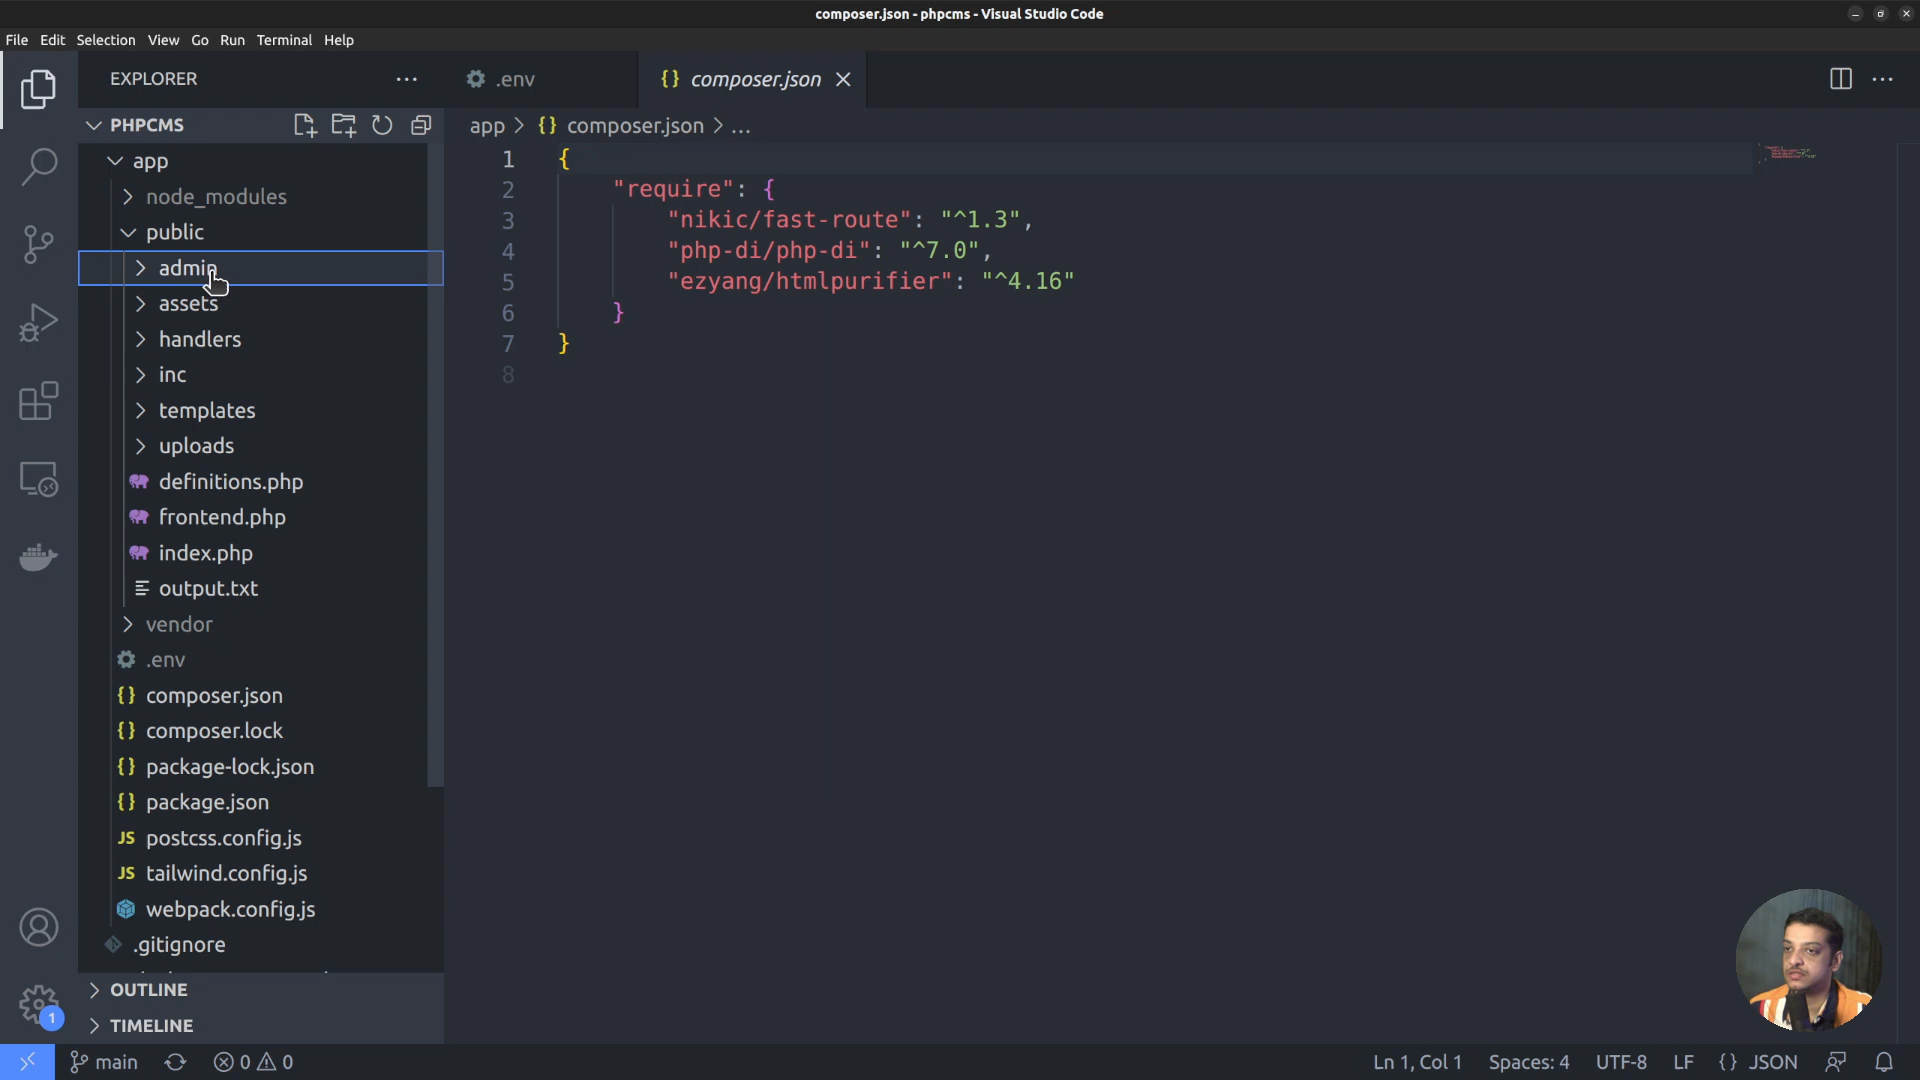 composer.json - phpcms - Visual Studio Code
File Edit Selection View Go Run Terminal Help
EXPLORER
.env
composer.json
PHPCMS
app > composer.json > ...
app
node_modules
public
admin
assets
handlers
inc
templates
uploads
definitions.php
frontend.php
index.php
output.txt
vendor
.env
composer.json
composer.lock
package-lock.json
package.json
postcss.config.js
tailwind.config.js
webpack.config.js
.gitignore
OUTLINE
TIMELINE
1 {
2 "require": {
3 "nikic/fast-route": "^1.3",
4 "php-di/php-di": "^7.0",
5 "ezyang/htmlpurifier": "^4.16"
6 }
7 }
8
1
main 0 0 Ln 1, Col 1 Spaces: 4 UTF-8 LF {} JSON